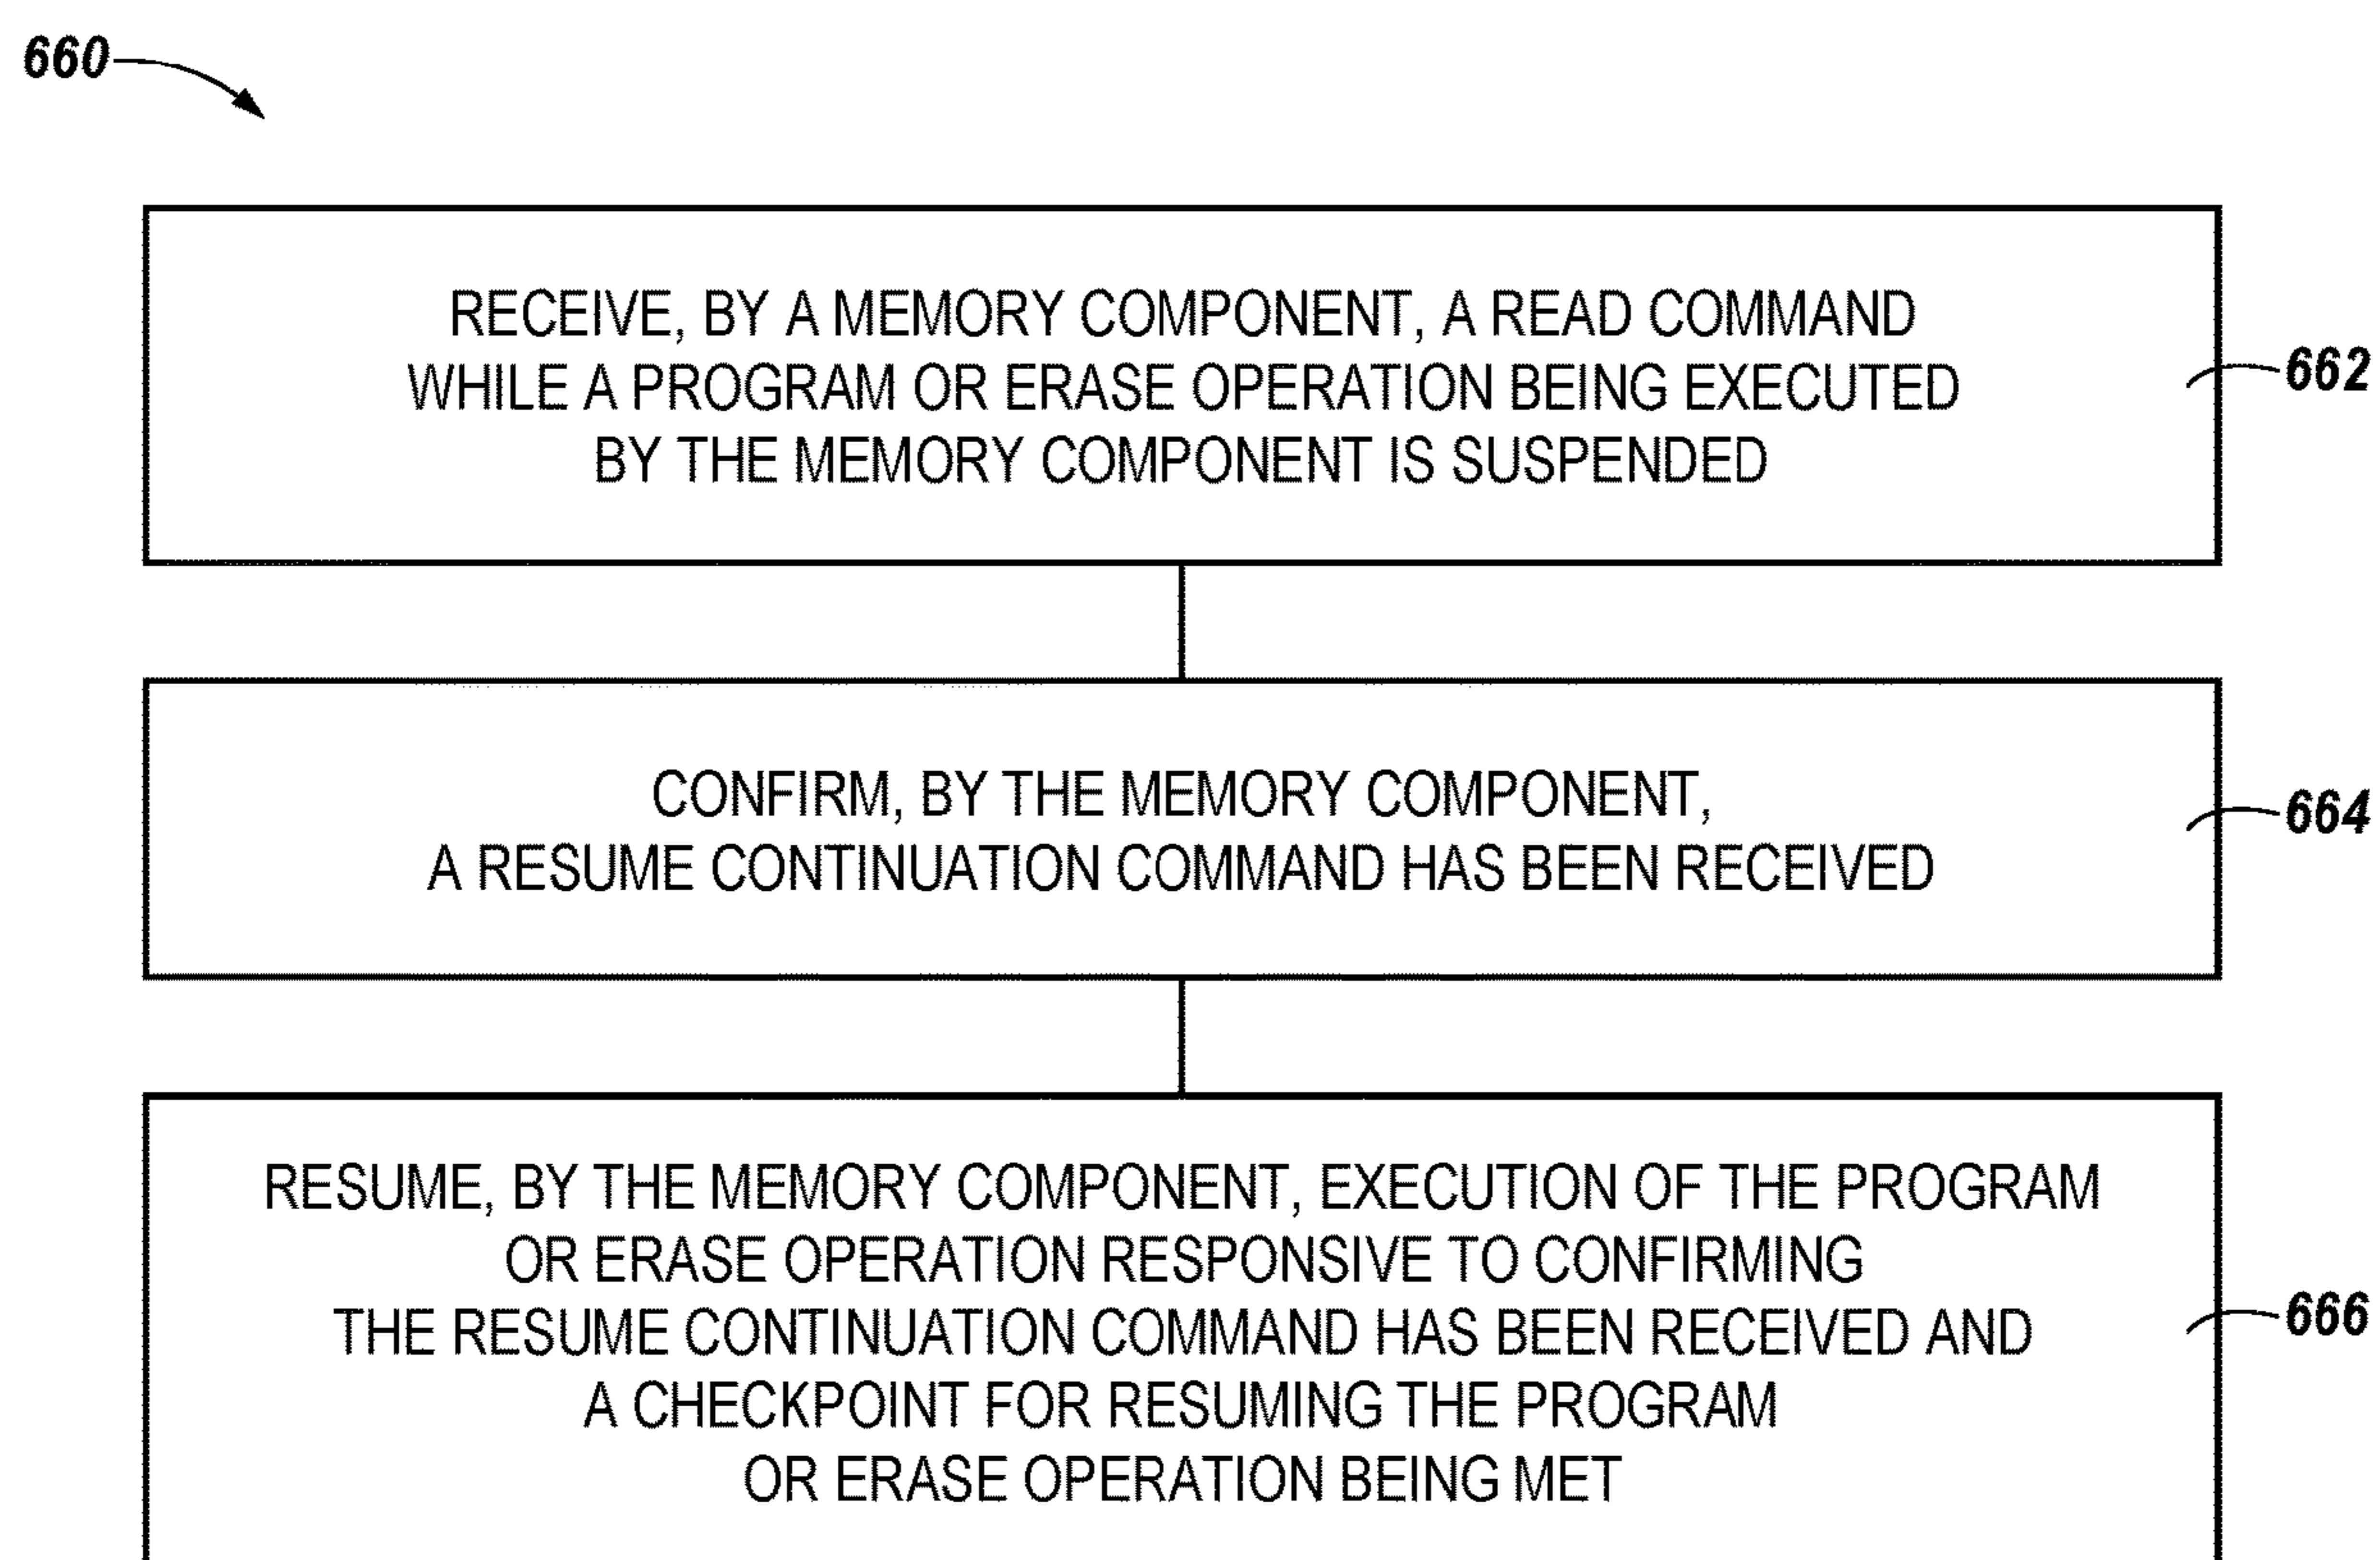 660
RECEIVE, BY A MEMORY COMPONENT, A READ COMMAND
WHILE A PROGRAM OR ERASE OPERATION BEING EXECUTED
BY THE MEMORY COMPONENT IS SUSPENDED
662
CONFIRM, BY THE MEMORY COMPONENT,
A RESUME CONTINUATION COMMAND HAS BEEN RECEIVED
664
RESUME, BY THE MEMORY COMPONENT, EXECUTION OF THE PROGRAM
OR ERASE OPERATION RESPONSIVE TO CONFIRMING
THE RESUME CONTINUATION COMMAND HAS BEEN RECEIVED AND
A CHECKPOINT FOR RESUMING THE PROGRAM
OR ERASE OPERATION BEING MET
666